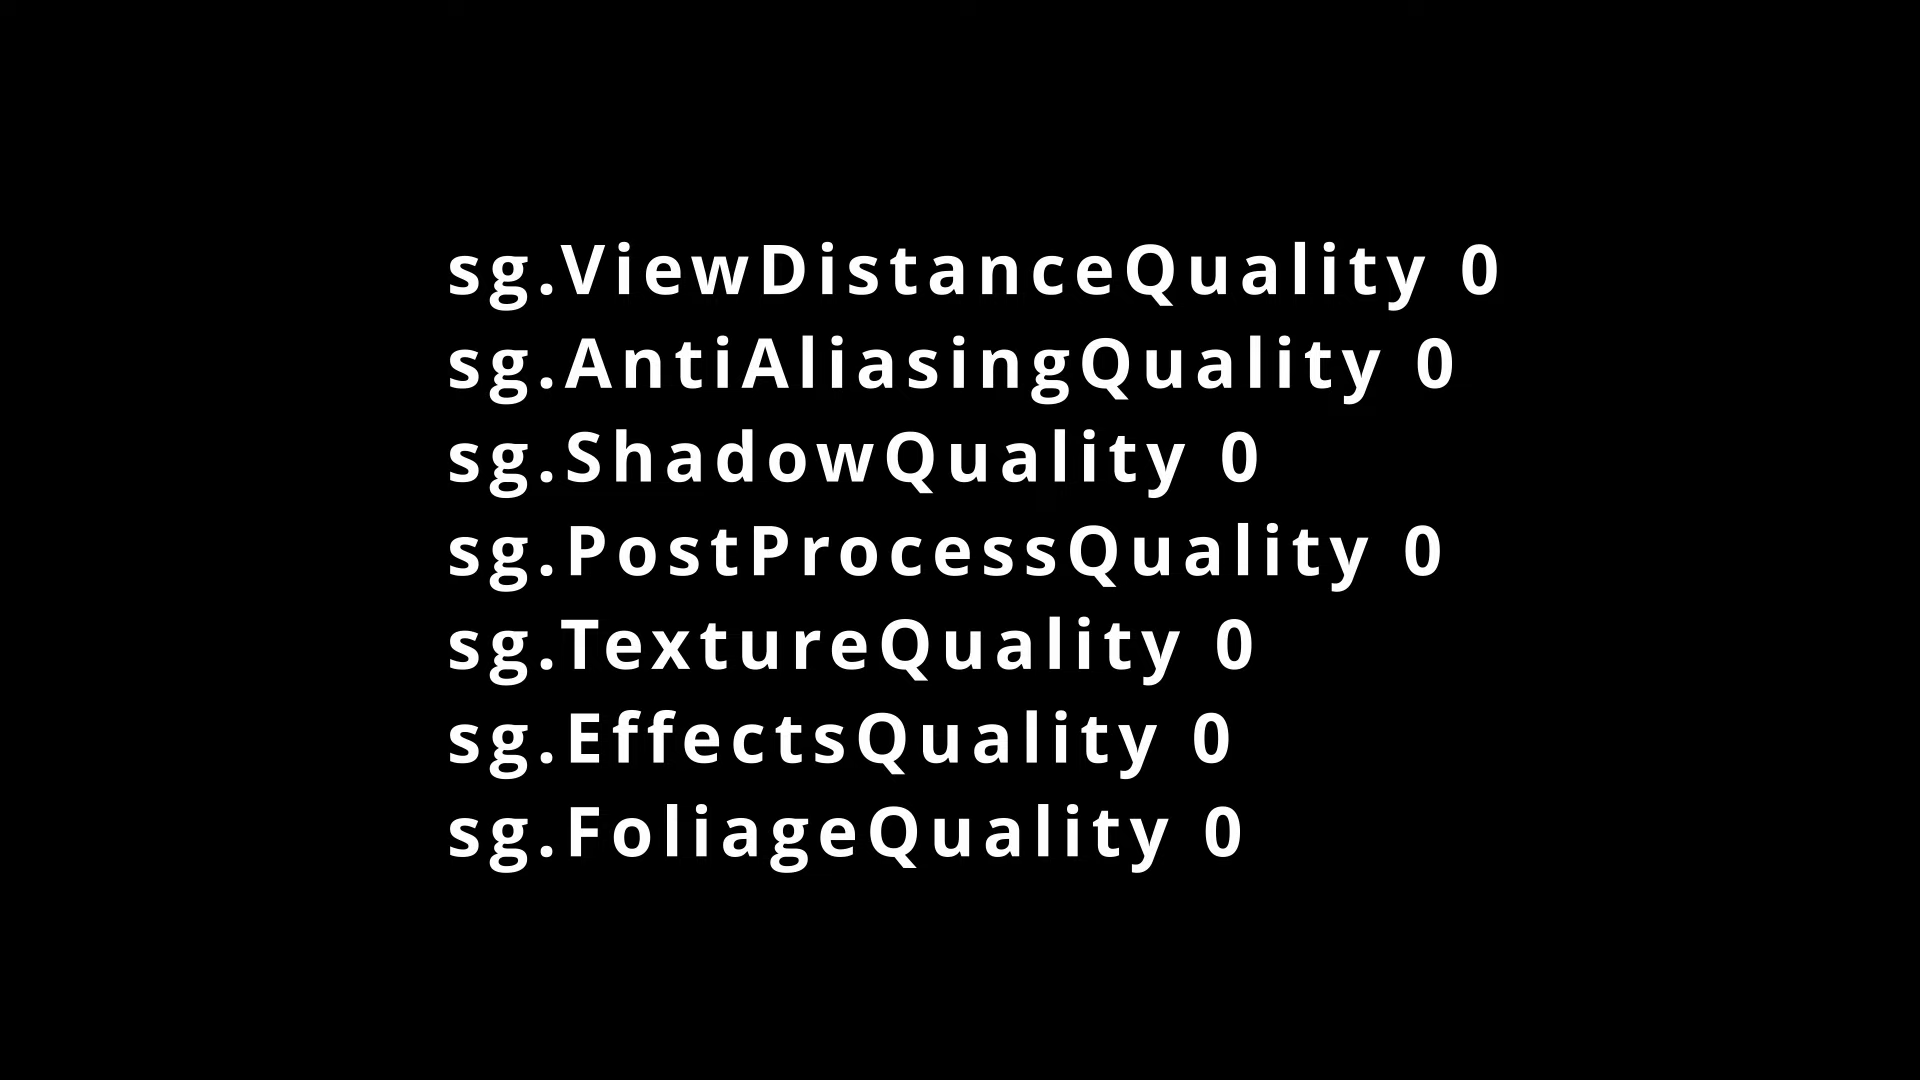 sg.ViewDistanceQuality 0
sg.AntiAliasingQuality 0
sg.ShadowQuality 0
sg.PostProcessQuality 0
sg.TextureQuality 0
sg.EffectsQuality 0
sg.FoliageQuality 0